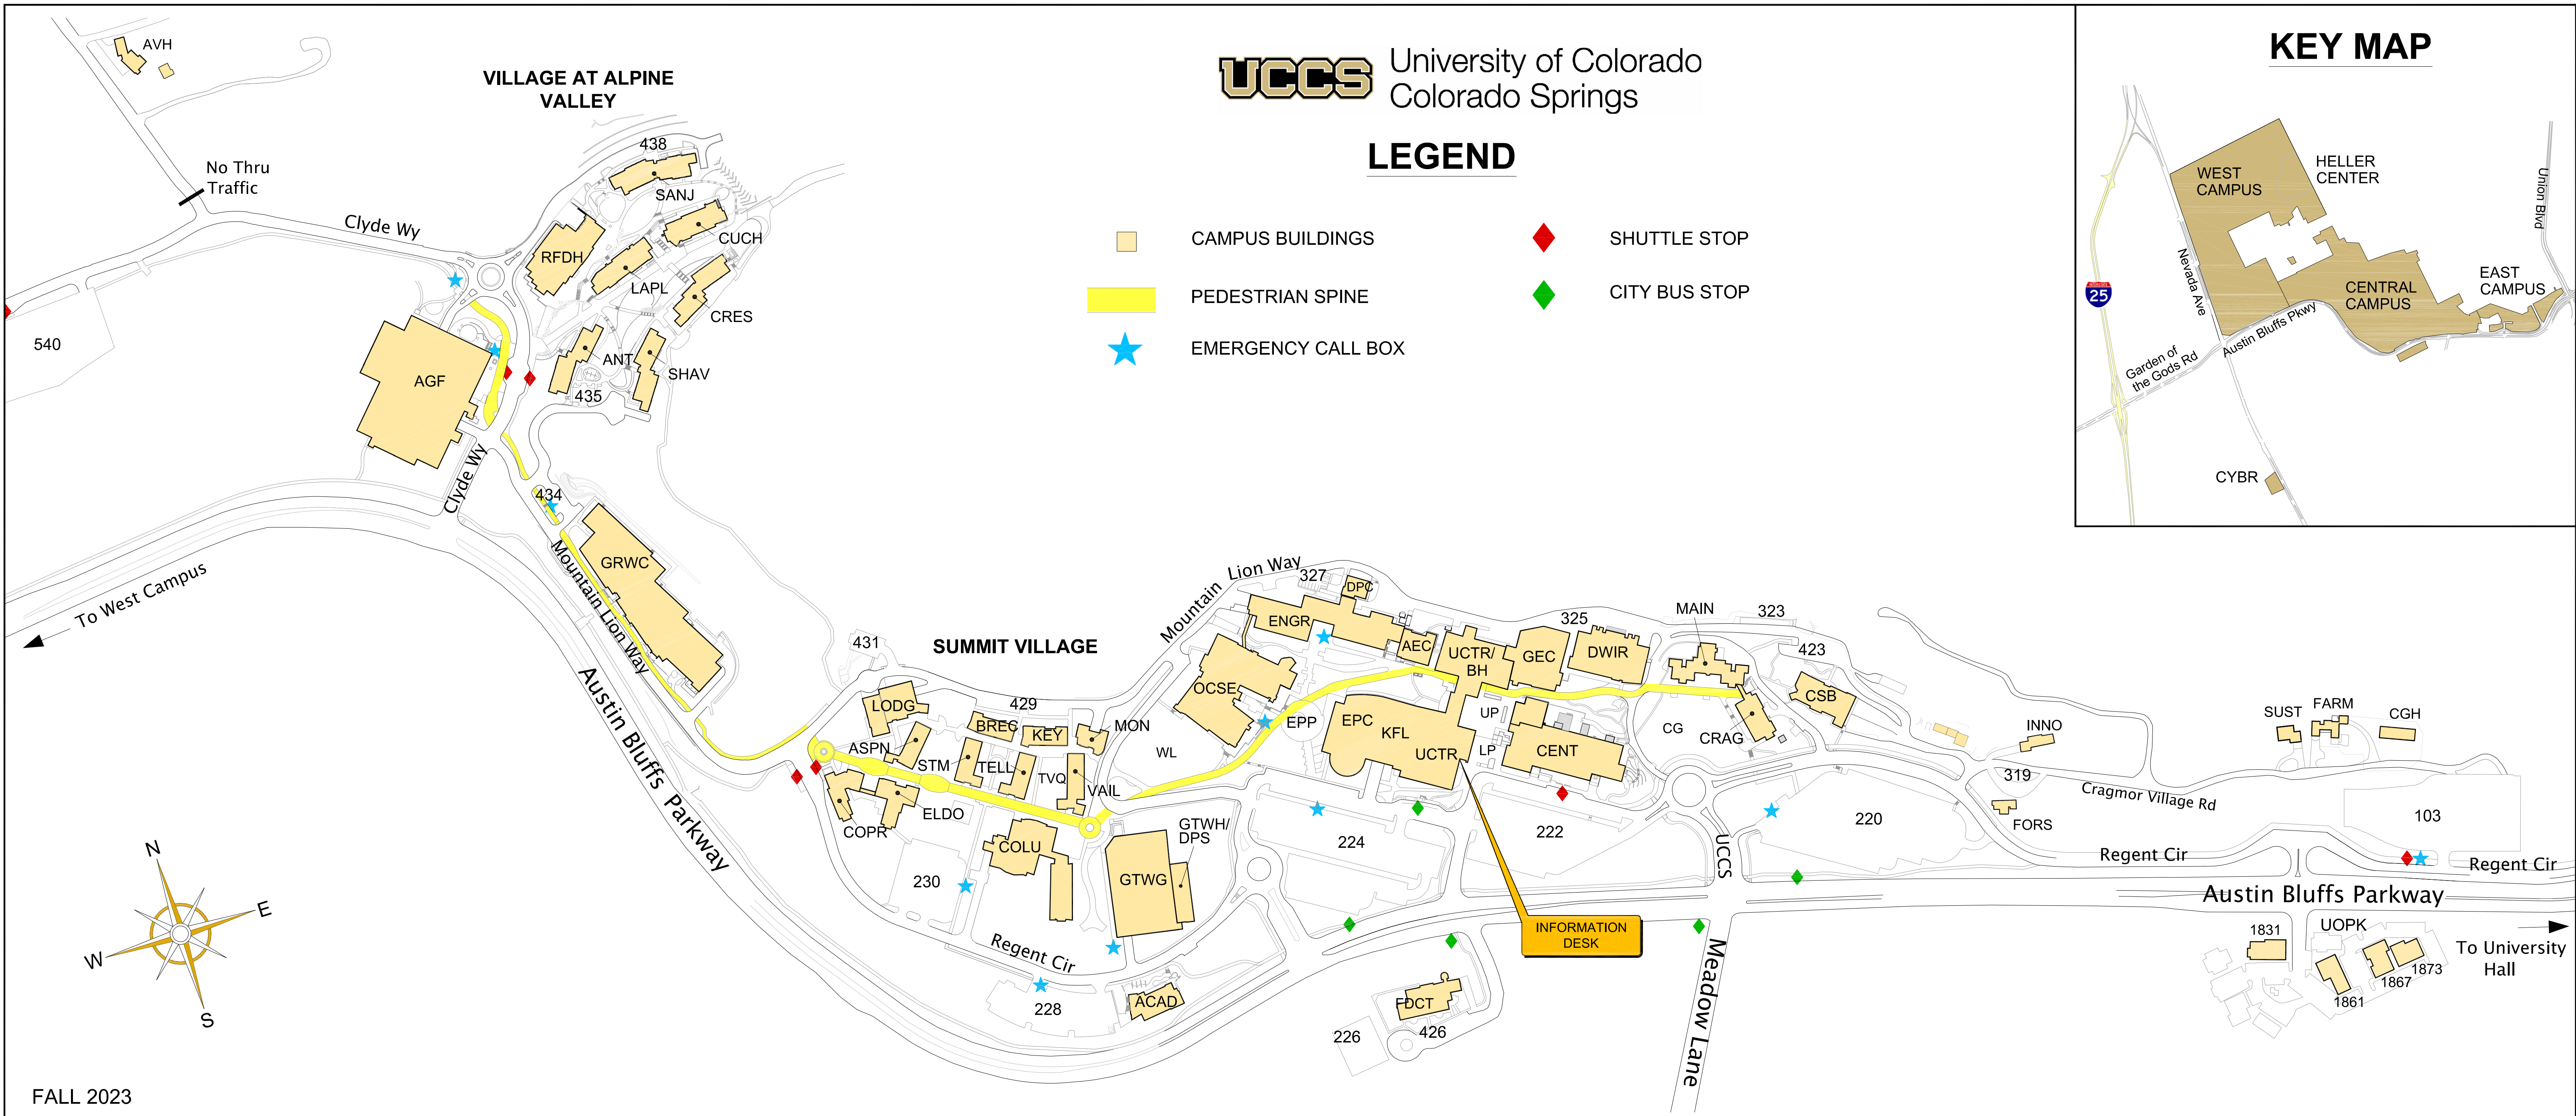 AVH
VILLAGE AT ALPINE
VALLEY
UCCS
University of Colorado
Colorado Springs
LEGEND
CAMPUS BUILDINGS
PEDESTRIAN SPINE
EMERGENCY CALL BOX
SHUTTLE STOP
CITY BUS STOP
KEY MAP
WEST
CAMPUS
HELLER
CENTER
Union Blvd
Nevada Ave
25
CENTRAL
CAMPUS
EAST
CAMPUS
Austin Bluffs Pkwy
Garden of
the Gods Rd
CYBR
No Thru
Traffic
Clyde Wy
438
SANJ
CUCH
RFDH
LAPL
CRES
ANT
SHAV
435
540
AGF
Clyde Wy
434
GRWC
Mountain Lion Way
To West Campus
Austin Bluffs Parkway
431
SUMMIT VILLAGE
LODG
429
BREC
KEY
MON
ASPN
STM
TELL
TVQ
VAIL
COPR
ELDO
COLU
230
GTWH/
DPS
GTWG
Regent Cir
228
ACAD
Mountain Lion Way
327
DPC
ENGR
AEC
UCTR/
BH
GEC
325
DWIR
MAIN
323
423
OCSE
EPP
WL
EPC
KFL
UCTR
UP
LP
CENT
CG
CRAG
CSB
224
222
UCCS
220
INFORMATION
DESK
226
FDCT
426
Meadow Lane
INNO
319
FORS
Cragmor Village Rd
SUST
FARM
CGH
103
Regent Cir
Regent Cir
Austin Bluffs Parkway
1831
UOPK
1861
1867
1873
To University
Hall
N
E
W
S
FALL 2023